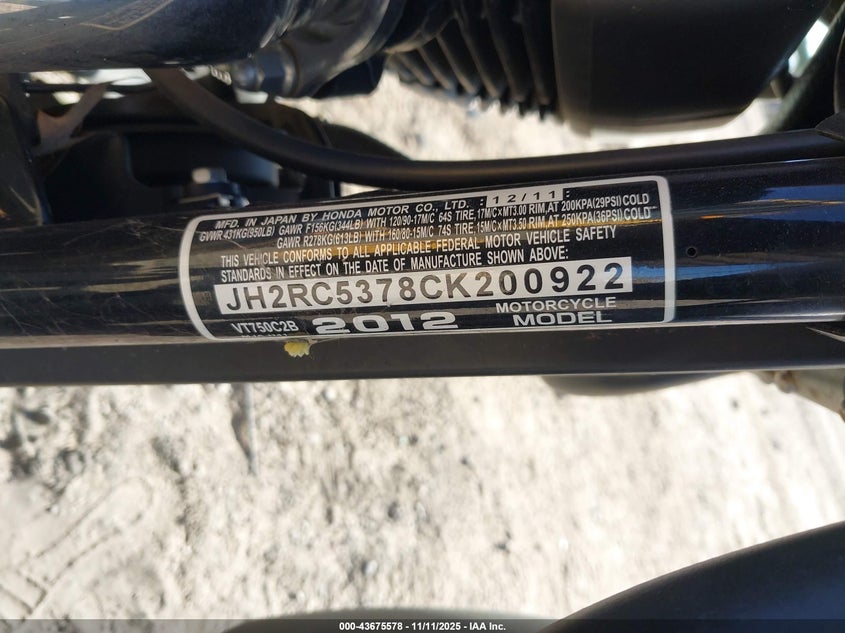 MFD. IN JAPAN BY HONDA MOTOR CO., LTD. 12/11
GVWR 431KG(950LB) GAWR F156KG(344LB) WITH 120/90-17M/C 64S TIRE,17M/C×MT3.00 RIM,AT 200KPA(29PSI)COLD
GAWR R278KG(613LB) WITH 160/80-15M/C 74S TIRE,15M/C×MT3.50 RIM,AT 250KPA(36PSI)COLD
THIS VEHICLE CONFORMS TO ALL APPLICABLE FEDERAL MOTOR VEHICLE SAFETY
STANDARDS IN EFFECT ON THE DATE OF MANUFACTURE SHOWN ABOVE:
JH2RC5378CK200922
VT750C2B 2012 MOTORCYCLE MODEL
000-43675578 - 11/11/2025 - IAA Inc.